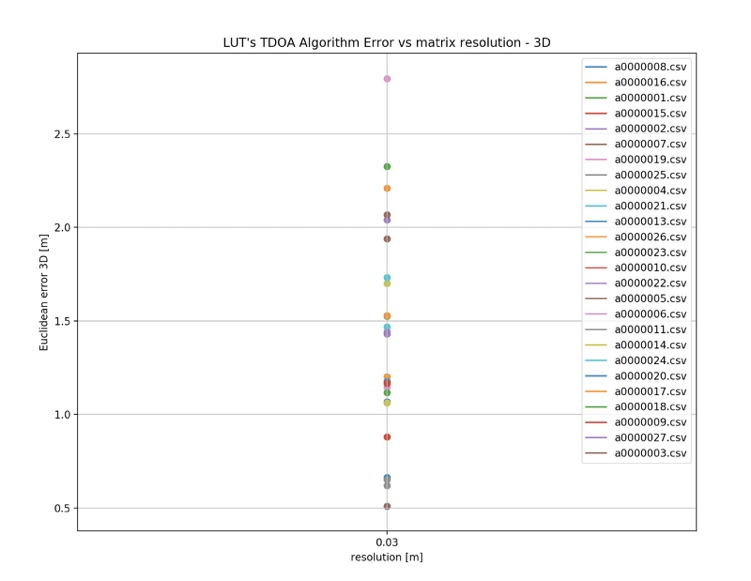 LUT's TDOA Algorithm Error vs matrix resolution - 3D
a0000008.csv
a0000016.csv
a0000001.csv
a0000015.csv
a0000002.csv
a0000007.csv
a0000019.csv
a0000025.csv
a0000004.csv
a0000021.csv
a0000013.csv
a0000026.csv
a0000023.csv
a0000010.csv
a0000022.csv
a0000005.csv
a0000006.csv
a0000011.csv
a0000014.csv
a0000024.csv
a0000020.csv
a0000017.csv
a0000018.csv
a0000009.csv
a0000027.csv
a0000003.csv
Euclidean error 3D [m]
2.5
2.0
1.5
1.0
0.5
0.03
resolution [m]